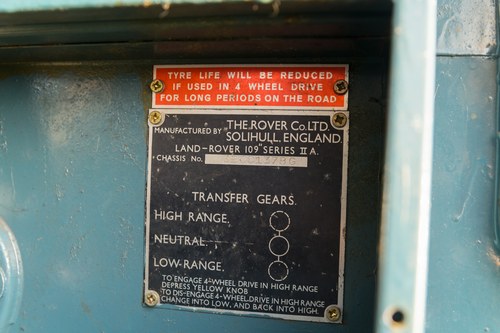 TYRE LIFE WILL BE REDUCED
IF USED IN 4 WHEEL DRIVE
FOR LONG PERIODS ON THE ROAD
MANUFACTURED BY THE ROVER Co. LTD.
SOLIHULL, ENGLAND.
LAND-ROVER 109" SERIES II A.
CHASSIS No.
TRANSFER GEARS.
HIGH RANGE.
NEUTRAL.
LOW-RANGE.
TO ENGAGE 4-WHEEL DRIVE IN HIGH RANGE
DEPRESS YELLOW KNOB
TO DIS-ENGAGE 4-WHEEL DRIVE IN HIGH RANGE
CHANGE INTO LOW, AND BACK INTO HIGH.